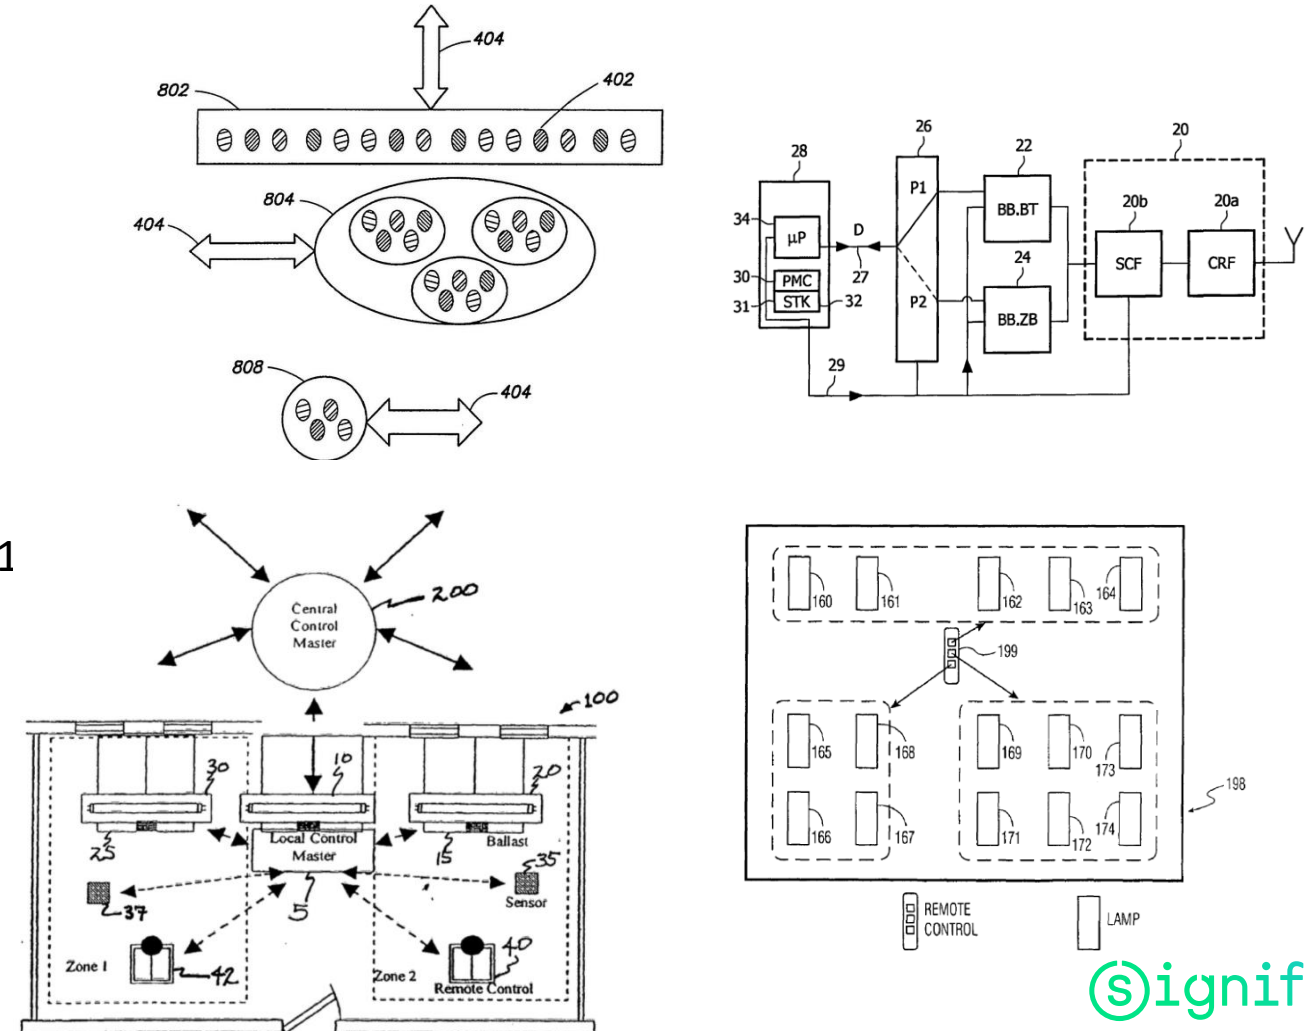 404
802
402
804
404
808
404
26
20
28
22
P1
20b
20a
34
BB.BT
D
µP
SCF
CRF
24
27
30
PMC
P2
31
STK
32
BB.ZB
29
1
200
Central
Control
Master
100
30
10
20
Local Control
Master
25
15
Ballast
35
5
37
Sensor
40
Zone 1
42
Zone 2
Remote Control
160
161
162
163
164
199
165
168
169
170
173
198
166
167
171
172
174
REMOTE
CONTROL
LAMP
Signif